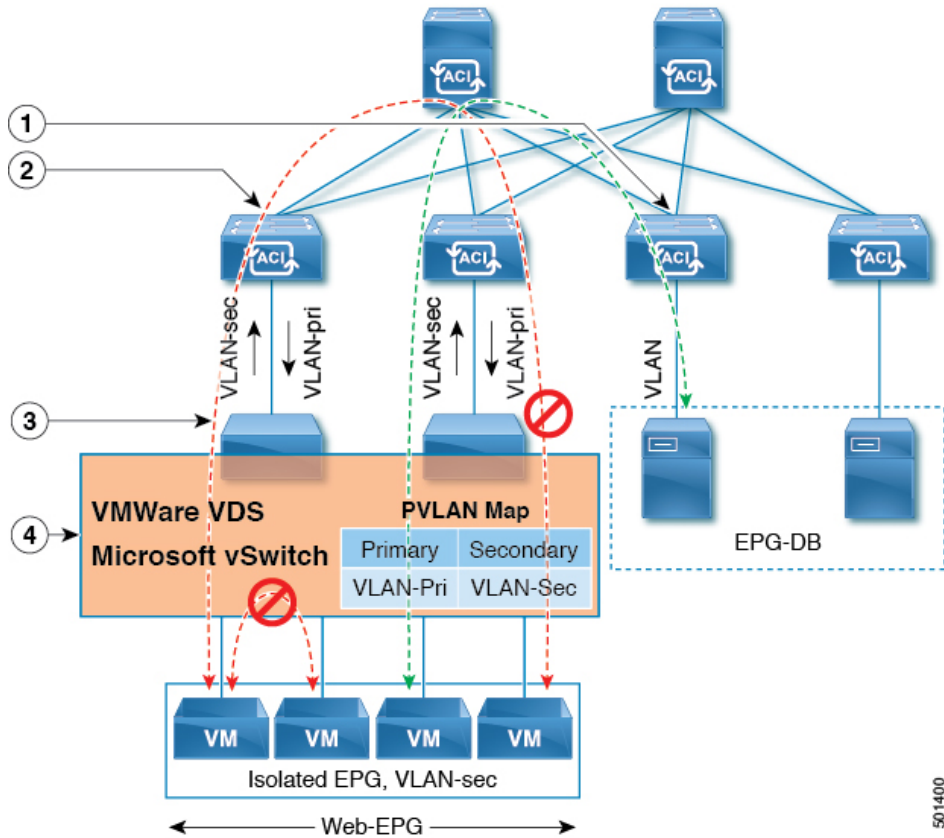 ACI
ACI
1
2
ACI
ACI
ACI
VLAN-sec
VLAN-pri
VLAN-sec
VLAN-pri
VLAN
3
4
VMWare VDS
Microsoft vSwitch
PVLAN Map
Primary Secondary
VLAN-Pri VLAN-Sec
EPG-DB
VM
VM
VM
VM
Isolated EPG, VLAN-sec
Web-EPG
501400